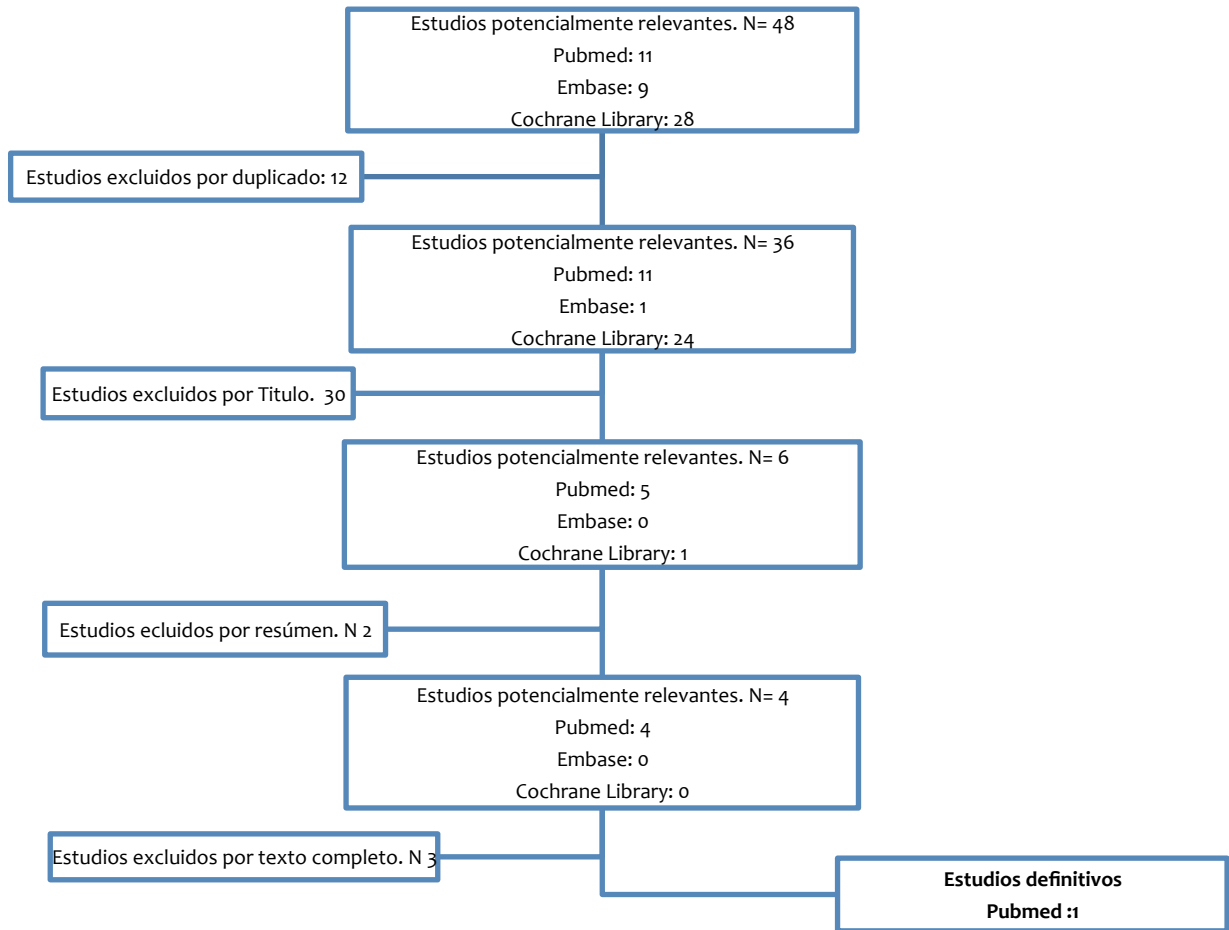 Estudios potencialmente relevantes. N= 48
Pubmed: 11
Embase: 9
Cochrane Library: 28
Estudios excluidos por duplicado: 12
Estudios potencialmente relevantes. N= 36
Pubmed: 11
Embase: 1
Cochrane Library: 24
Estudios excluidos por Titulo. 30
Estudios potencialmente relevantes. N= 6
Pubmed: 5
Embase: 0
Cochrane Library: 1
Estudios ecluidos por resúmen. N 2
Estudios potencialmente relevantes. N= 4
Pubmed: 4
Embase: 0
Cochrane Library: 0
Estudios excluidos por texto completo. N 3
Estudios definitivos
Pubmed :1